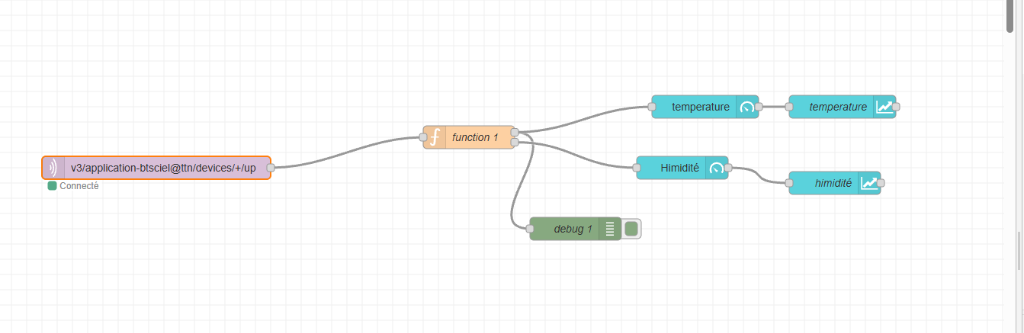 temperature
temperature
function 1
v3/application-btsciel@ttn/devices/+/up
Himidité
himidité
Connecté
debug 1